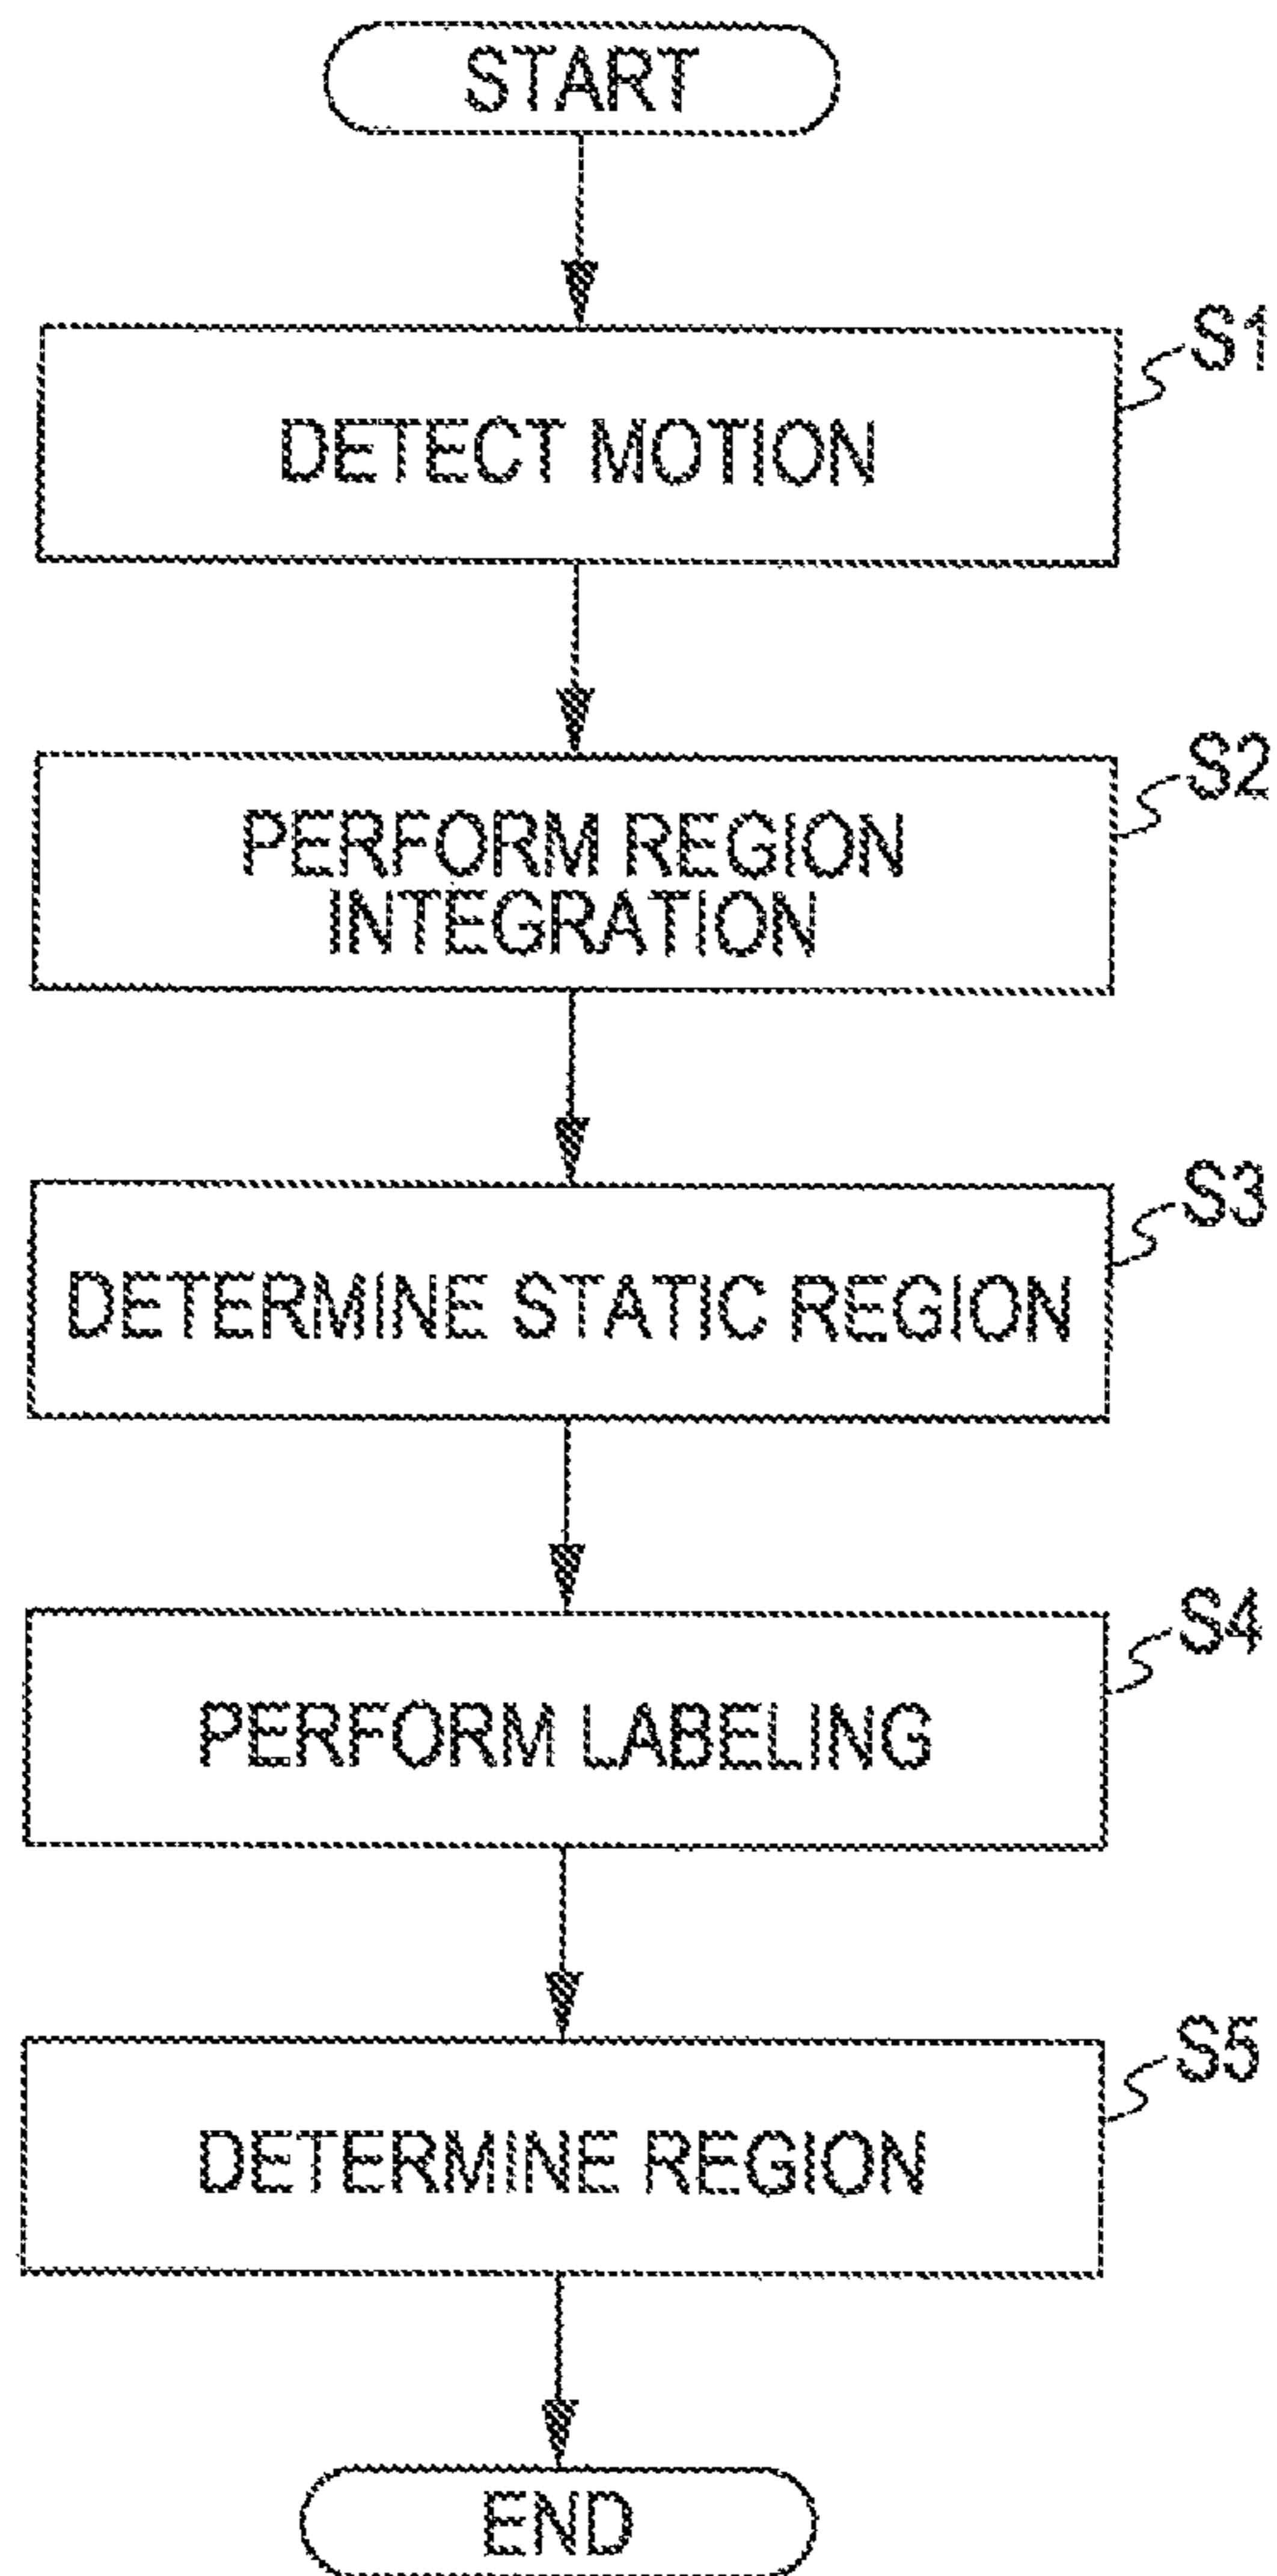 START
S1
DETECT MOTION
S2
PERFORM REGION
INTEGRATION
S3
DETERMINE STATIC REGION
S4
PERFORM LABELING
S5
DETERMINE REGION
END